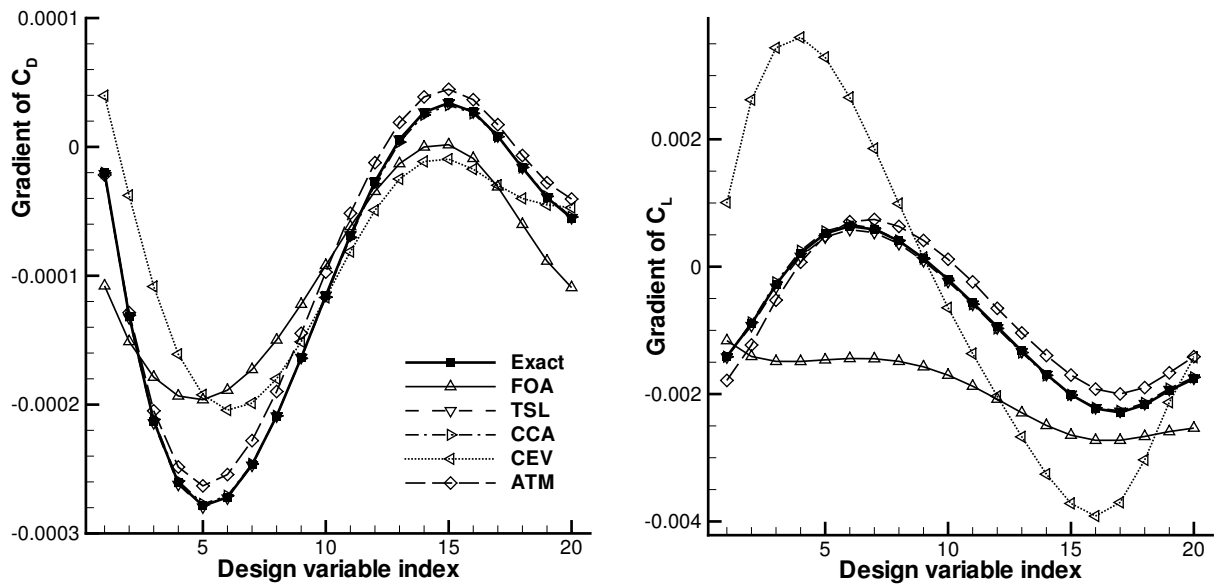 0.0001
0
-0.0001
-0.0002
-0.0003
Gradient of C_D
5
10
15
20
Design variable index
Exact
FOA
TSL
CCA
CEV
ATM
0.002
0
-0.002
-0.004
Gradient of C_L
5
10
15
20
Design variable index